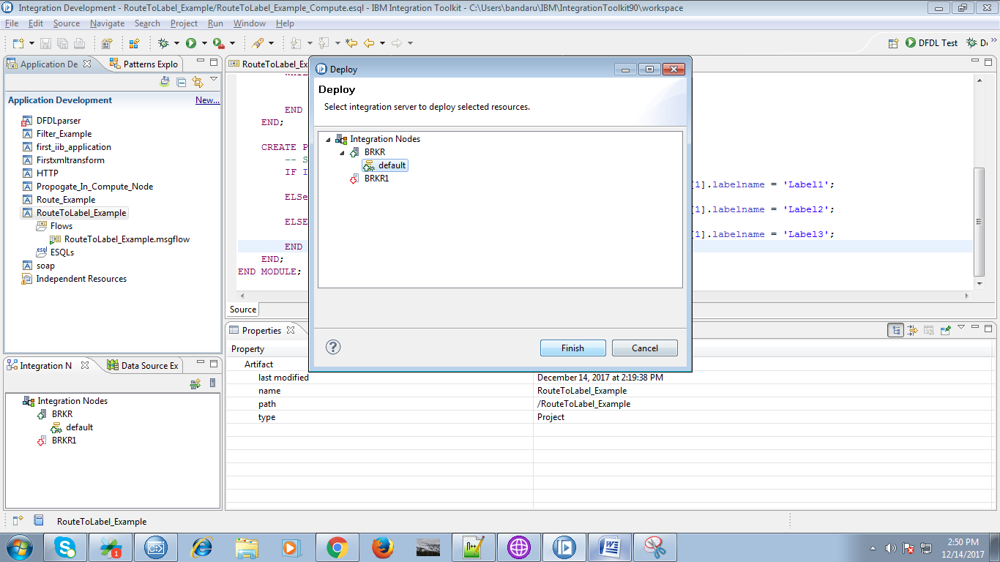 Integration Development - RouteToLabel_Example/RouteToLabel_Example_Compute.esql - IBM Integration Toolkit - C:\Users\bandaru\IBM\IntegrationToolkit90\workspace
File Edit Source Navigate Search Project Run Window Help
DFDL Test
Application De
Patterns Explo
Application Development New...
DFDLparser
Filter_Example
first_iib_application
Firstxmltransform
HTTP
Propogate_In_Compute_Node
Route_Example
RouteToLabel_Example
Flows
RouteToLabel_Example.msgflow
esql ESQLs
soap
Independent Resources
Integration N
Data Source Ex
Integration Nodes
BRKR
default
BRKR1
RouteToLabel_Ex
END
END;
CREATE P
-- S
IF I
[1].labelname = 'Label1';
ELSe
[1].labelname = 'Label2';
ELSE
[1].labelname = 'Label3';
END
END;
END MODULE;
Source
Deploy
Deploy
Select integration server to deploy selected resources.
Integration Nodes
BRKR
default
BRKR1
?
Finish Cancel
Properties
Property
Artifact
last modified December 14, 2017 at 2:19:38 PM
name RouteToLabel_Example
path /RouteToLabel_Example
type Project
RouteToLabel_Example
1
2:50 PM
12/14/2017